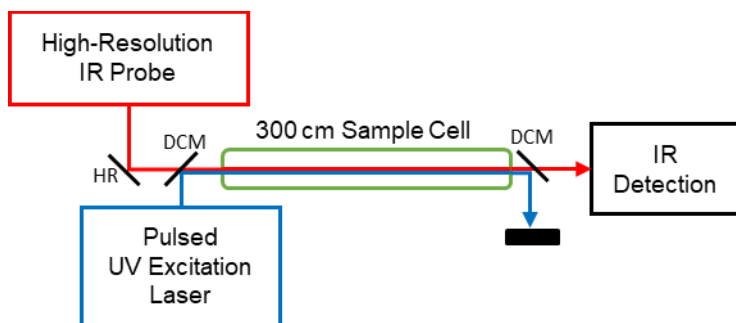 High-Resolution
IR Probe
HR
DCM
300 cm Sample Cell
DCM
IR
Detection
Pulsed
UV Excitation
Laser